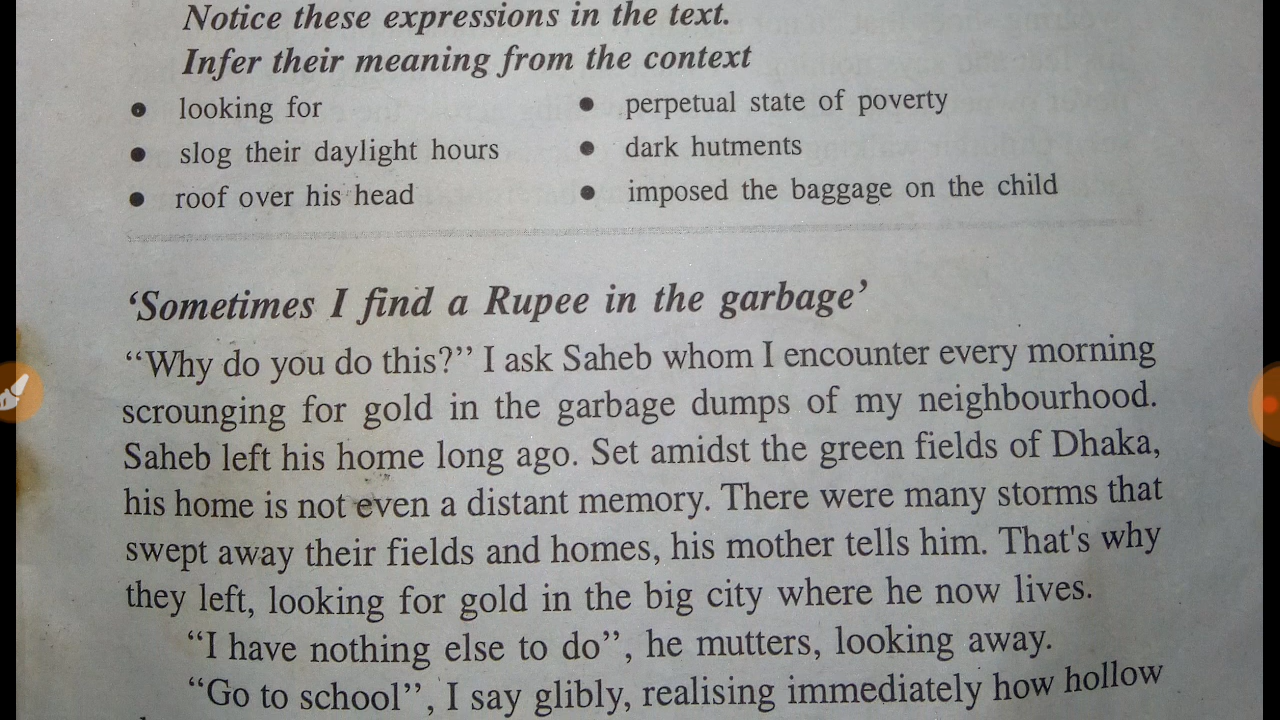 Notice these expressions in the text.
Infer their meaning from the context
• looking for
• perpetual state of poverty
• slog their daylight hours
• dark hutments
• roof over his head
• imposed the baggage on the child
‘Sometimes I find a Rupee in the garbage’
“Why do you do this?” I ask Saheb whom I encounter every morning
scrounging for gold in the garbage dumps of my neighbourhood.
Saheb left his home long ago. Set amidst the green fields of Dhaka,
his home is not even a distant memory. There were many storms that
swept away their fields and homes, his mother tells him. That's why
they left, looking for gold in the big city where he now lives.
“I have nothing else to do”, he mutters, looking away.
“Go to school”, I say glibly, realising immediately how hollow